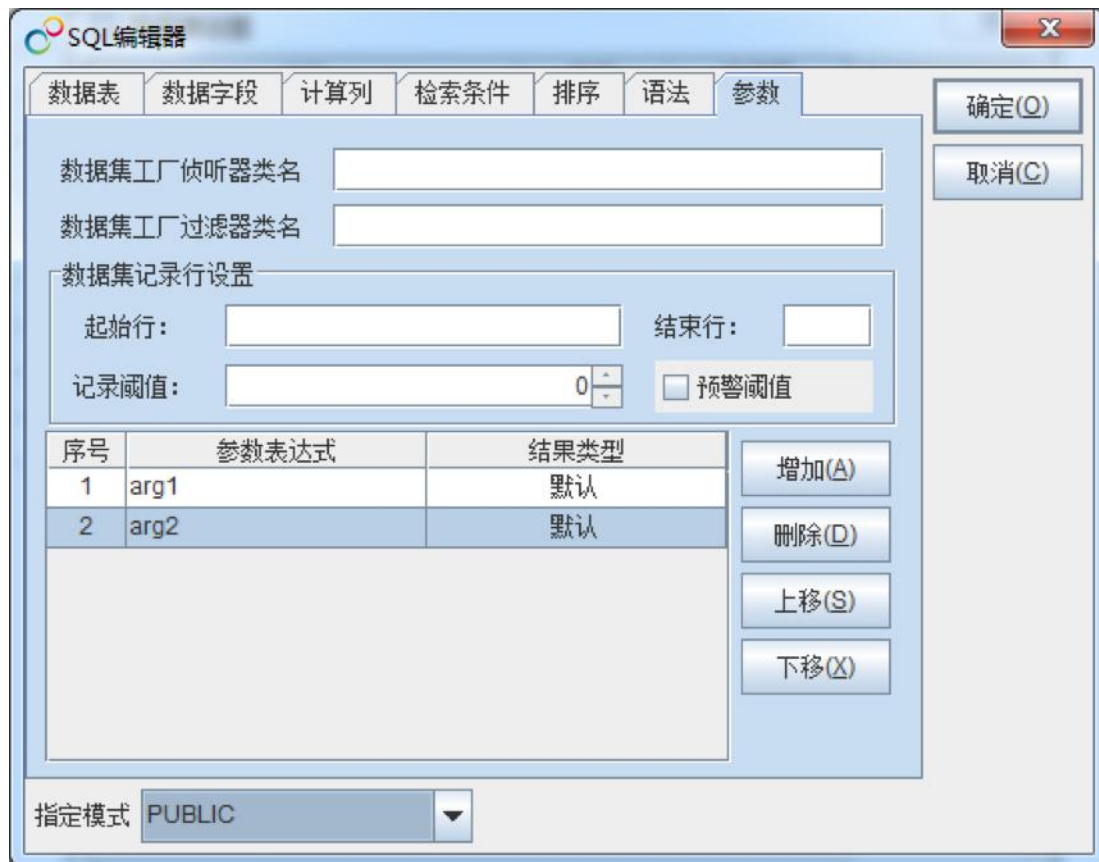 SQL编辑器
数据表 数据字段 计算列 检索条件 排序 语法 参数
确定(O)
取消(C)
数据集工厂侦听器类名
数据集工厂过滤器类名
数据集记录行设置
起始行： 结束行：
记录阈值： 0 预警阈值
序号 参数表达式 结果类型
1 arg1 默认
2 arg2 默认
增加(A)
删除(D)
上移(S)
下移(X)
指定模式 PUBLIC